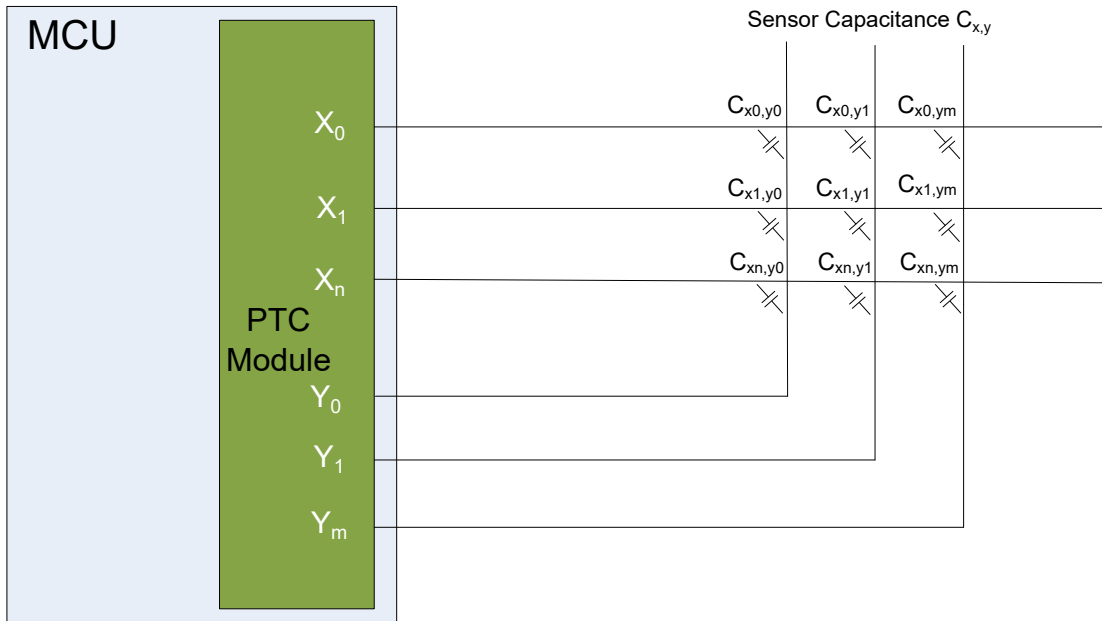 MCU
Sensor Capacitance Cx,y
X0
Cx0,y0 Cx0,y1 Cx0,ym
X1
Cx1,y0 Cx1,y1 Cx1,ym
Xn
Cxn,y0 Cxn,y1 Cxn,ym
PTC
Module
Y0
Y1
Ym